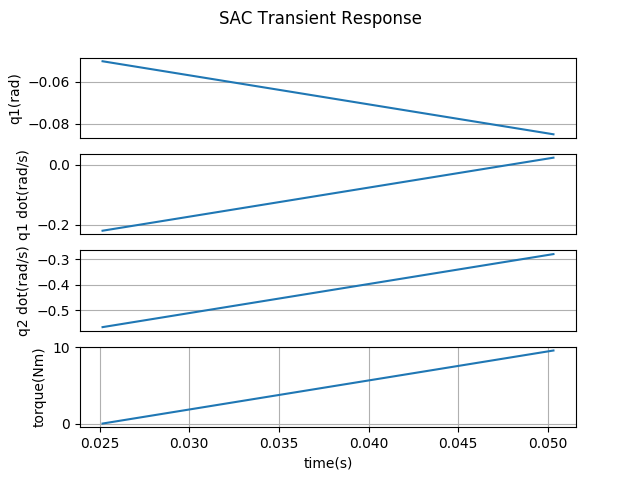 SAC Transient Response
q1(rad)
−0.06
−0.08
q1 dot(rad/s)
0.0
−0.2
q2 dot(rad/s)
−0.3
−0.4
−0.5
torque(Nm)
10
0
0.025 0.030 0.035 0.040 0.045 0.050
time(s)